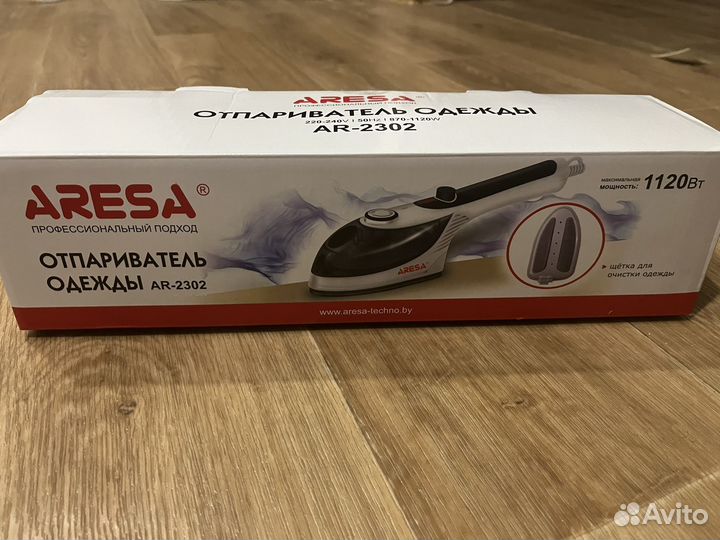 ARESA®
ПРОФЕССИОНАЛЬНЫЙ ПОДХОД
ОТПАРИВАТЕЛЬ ОДЕЖДЫ
220-240V | 50Hz | 870-1120W
AR-2302
ARESA®
ПРОФЕССИОНАЛЬНЫЙ ПОДХОД
ОТПАРИВАТЕЛЬ
ОДЕЖДЫ AR-2302
ARESA
максимальная
мощность: 1120Вт
щётка для
очистки одежды
www.aresa-techno.by
Avito